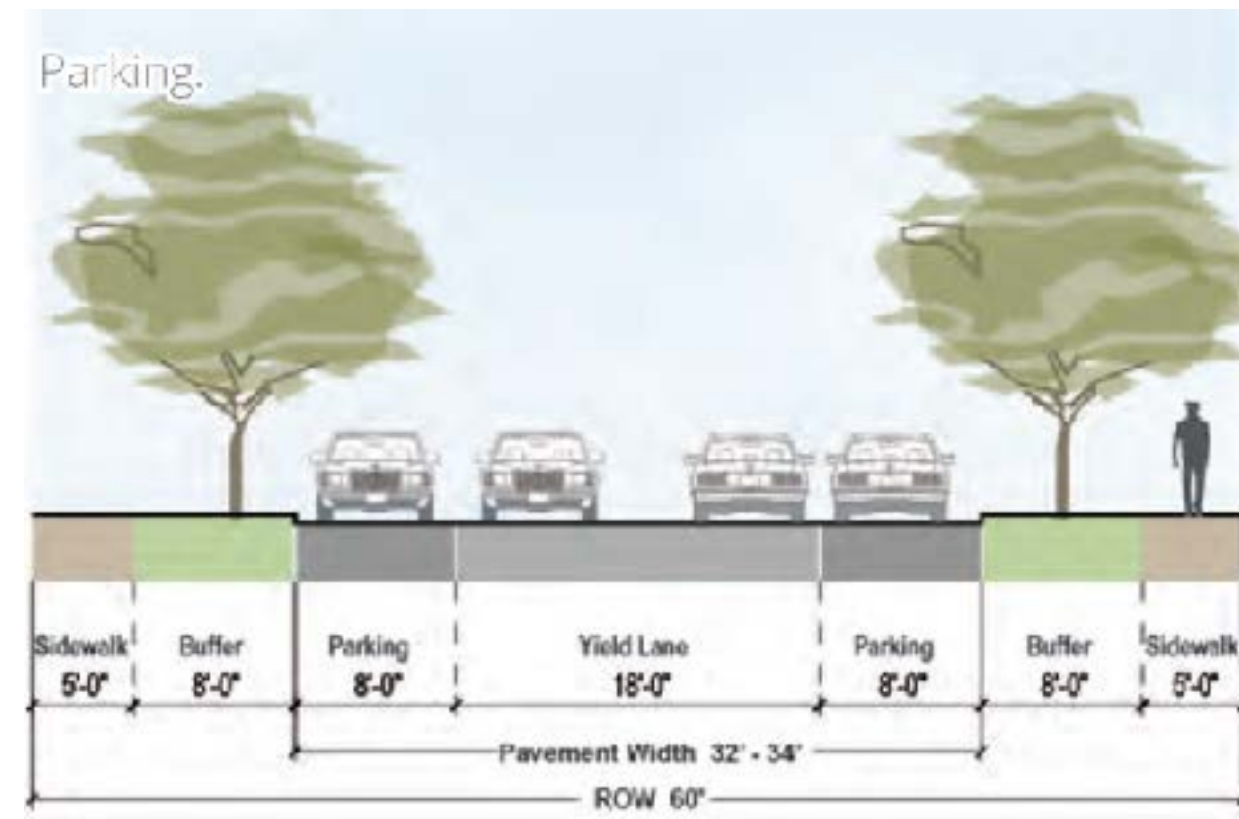 Parking.
Sidewalk Buffer Parking Yield Lane Parking Buffer Sidewalk
5'-0" 8'-0" 8'-0" 18'-0" 8'-0" 8'-0" 5'-0"
Pavement Width 32' - 34'
ROW 60'